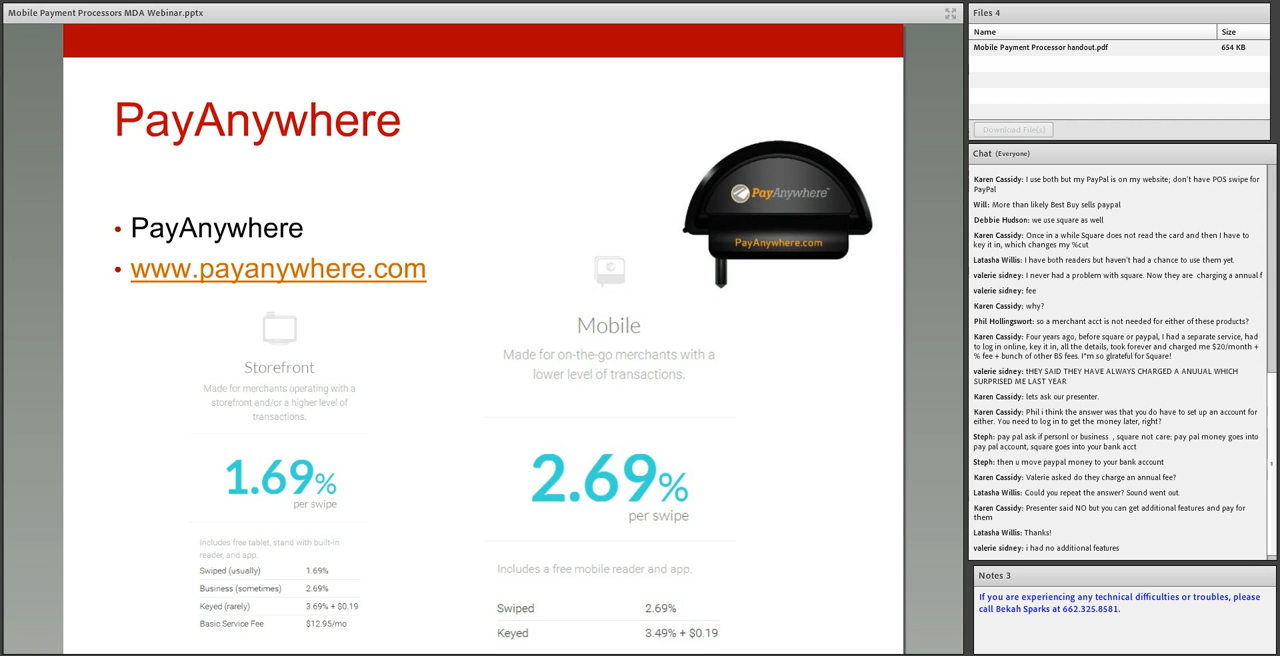 Mobile Payment Processors MDA Webinar.pptx
PayAnywhere
• PayAnywhere
• www.payanywhere.com
PayAnywhere™
PayAnywhere.com
Storefront
Made for merchants operating with a
storefront and/or a higher level of
transactions.
1.69%
per swipe
Includes free tablet, stand with built-in
reader, and app.
Swiped (usually) 1.69%
Business (sometimes) 2.69%
Keyed (rarely) 3.69% + $0.19
Basic Service Fee $12.95/mo
Mobile
Made for on-the-go merchants with a
lower level of transactions.
2.69%
per swipe
Includes a free mobile reader and app.
Swiped 2.69%
Keyed 3.49% + $0.19
Files 4
Name Size
Mobile Payment Processor handout.pdf 654 KB
Download File(s)
Chat (Everyone)
Karen Cassidy: I use both but my PayPal is on my website; don't have POS swipe for
PayPal
Will: More than likely Best Buy sells paypal
Debbie Hudson: we use square as well
Karen Cassidy: Once in a while Square does not read the card and then I have to
key it in, which changes my %cut
Latasha Willis: I have both readers but haven't had a chance to use them yet.
valerie sidney: I never had a problem with square. Now they are charging a annual f
valerie sidney: fee
Karen Cassidy: why?
Phil Hollingswort: so a merchant acct is not needed for either of these products?
Karen Cassidy: Four years ago, before square or paypal, I had a separate service, had
to log in online, key it in, all the details, took forever and charged me $20/month +
% fee + bunch of other BS fees. I"m so glrateful for Square!
valerie sidney: tHEY SAID THEY HAVE ALWAYS CHARGED A ANUUAL WHICH
SURPRISED ME LAST YEAR
Karen Cassidy: lets ask our presenter.
Karen Cassidy: Phil i think the answer was that you do have to set up an account for
either. You need to log in to get the money later, right?
Steph: pay pal ask if personl or business , square not care: pay pal money goes into
pay pal account, square goes into your bank acct
Steph: then u move paypal money to your bank account
Karen Cassidy: Valerie asked do they charge an annual fee?
Latasha Willis: Could you repeat the answer? Sound went out.
Karen Cassidy: Presenter said NO but you can get additional features and pay for
them
Latasha Willis: Thanks!
valerie sidney: i had no additional features
Notes 3
If you are experiencing any technical difficulties or troubles, please
call Bekah Sparks at 662.325.8581.